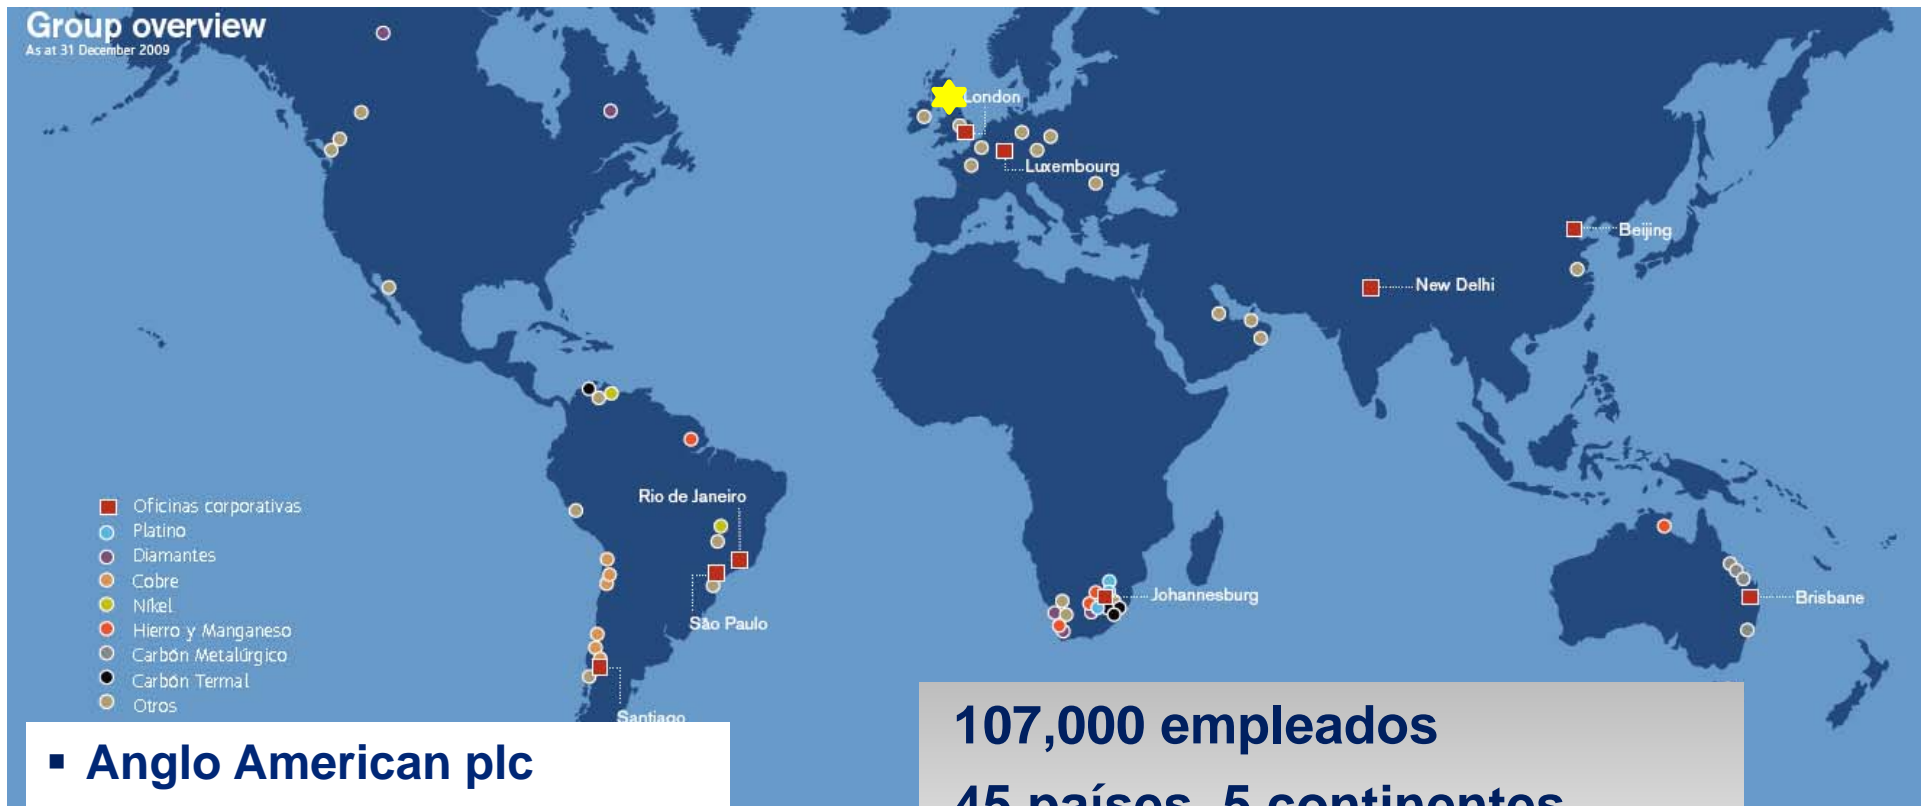 Group overview
As at 31 December 2009
London
Luxembourg
Beijing
New Delhi
Rio de Janeiro
São Paulo
Santiago
Johannesburg
Brisbane
Oficinas corporativas
Platino
Diamantes
Cobre
Níkel
Hierro y Manganeso
Carbón Metalúrgico
Carbón Termal
Otros
▪ Anglo American plc
107,000 empleados
45 países, 5 continentes